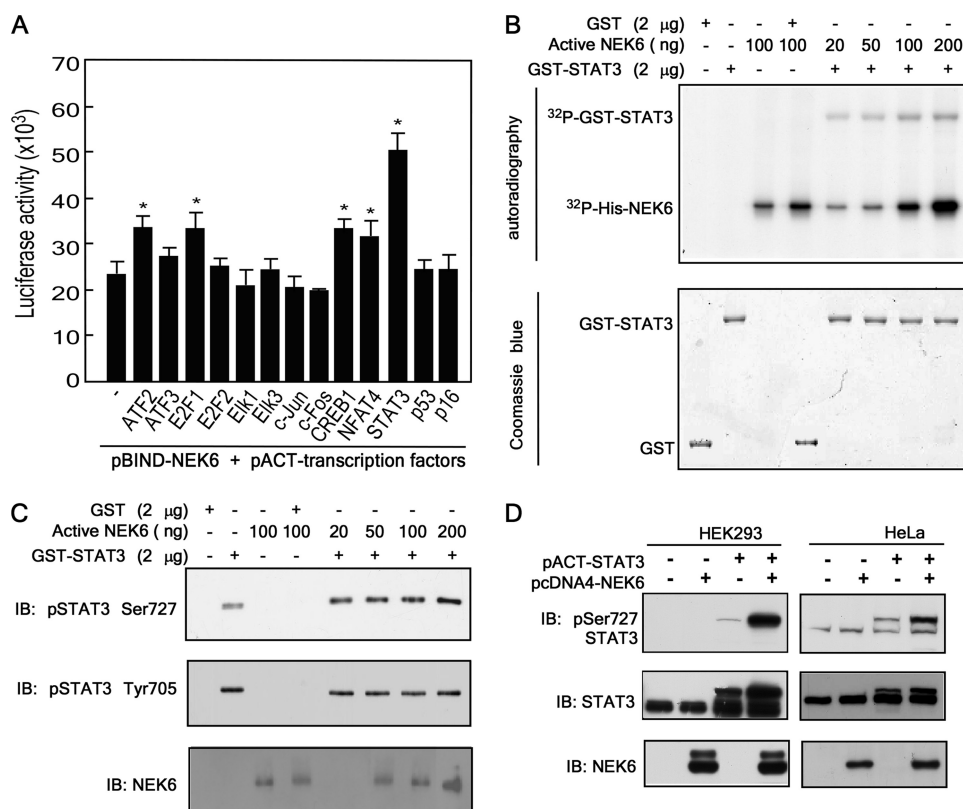 A
Luciferase activity (x10³)
70
60
50
40
30
20
10
0
* * * * *
- ATF2 ATF3 E2F1 E2F2 Elk1 Elk3 c-Jun c-Fos CREB1 NFAT4 STAT3 p53 p16
pBIND-NEK6 + pACT-transcription factors
B
GST (2 μg) + - - + - - - -
Active NEK6 ( ng) - - 100 100 20 50 100 200
GST-STAT3 (2 μg) - + - - + + + +
autoradiography
³²P-GST-STAT3
³²P-His-NEK6
Coomassie blue
GST-STAT3
GST
C
GST (2 μg) + - - + - - - -
Active NEK6 ( ng) - - 100 100 20 50 100 200
GST-STAT3 (2 μg) - + - - + + + +
IB: pSTAT3 Ser727
IB: pSTAT3 Tyr705
IB: NEK6
D
HEK293 HeLa
pACT-STAT3 - - + + - - + +
pcDNA4-NEK6 - + - + - + - +
IB: pSer727
STAT3
IB: STAT3
IB: NEK6